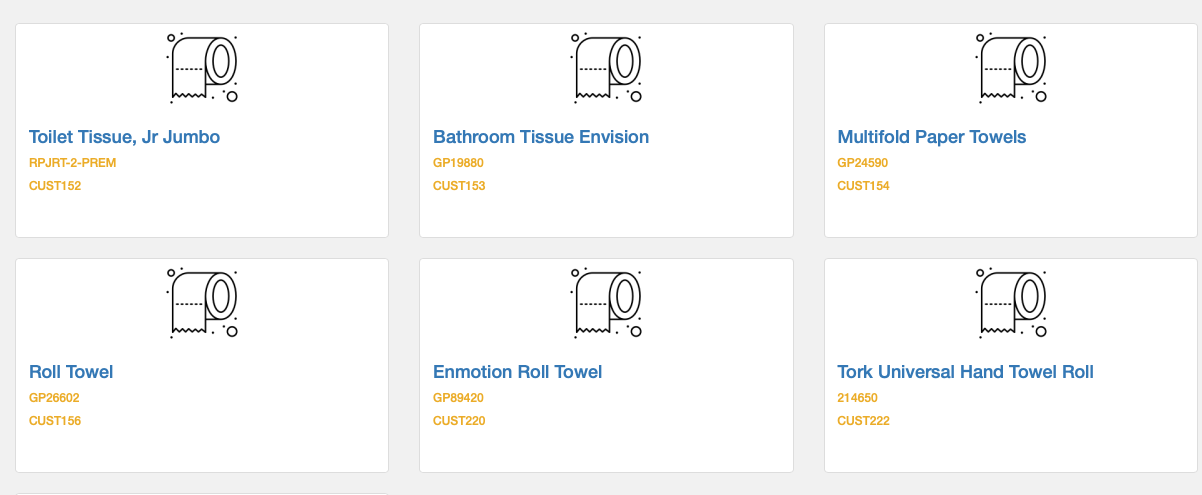 Toilet Tissue, Jr Jumbo
RPJRT-2-PREM
CUST152
Bathroom Tissue Envision
GP19880
CUST153
Multifold Paper Towels
GP24590
CUST154
Roll Towel
GP26602
CUST156
Enmotion Roll Towel
GP89420
CUST220
Tork Universal Hand Towel Roll
214650
CUST222